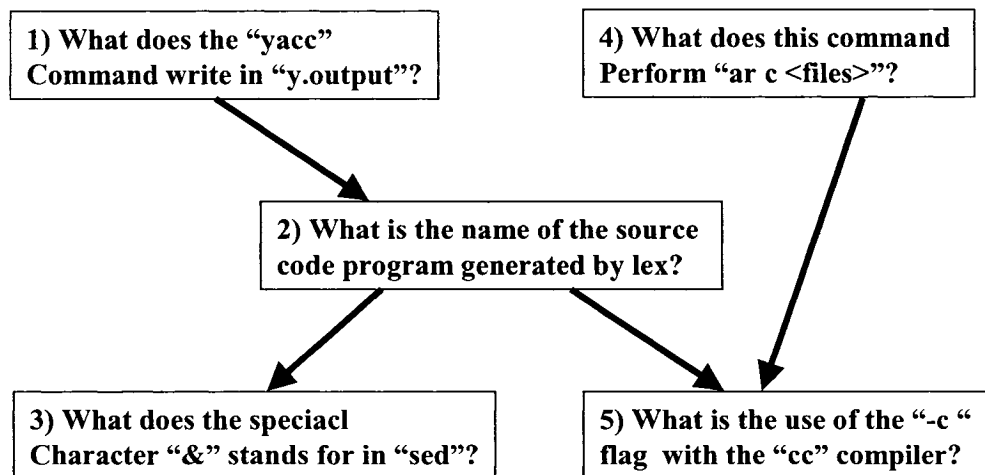 1) What does the “yacc”
Command write in “y.output”?
4) What does this command
Perform “ar c <files>”?
2) What is the name of the source
code program generated by lex?
3) What does the speciacl
Character “&” stands for in “sed”?
5) What is the use of the “-c “
flag with the “cc” compiler?